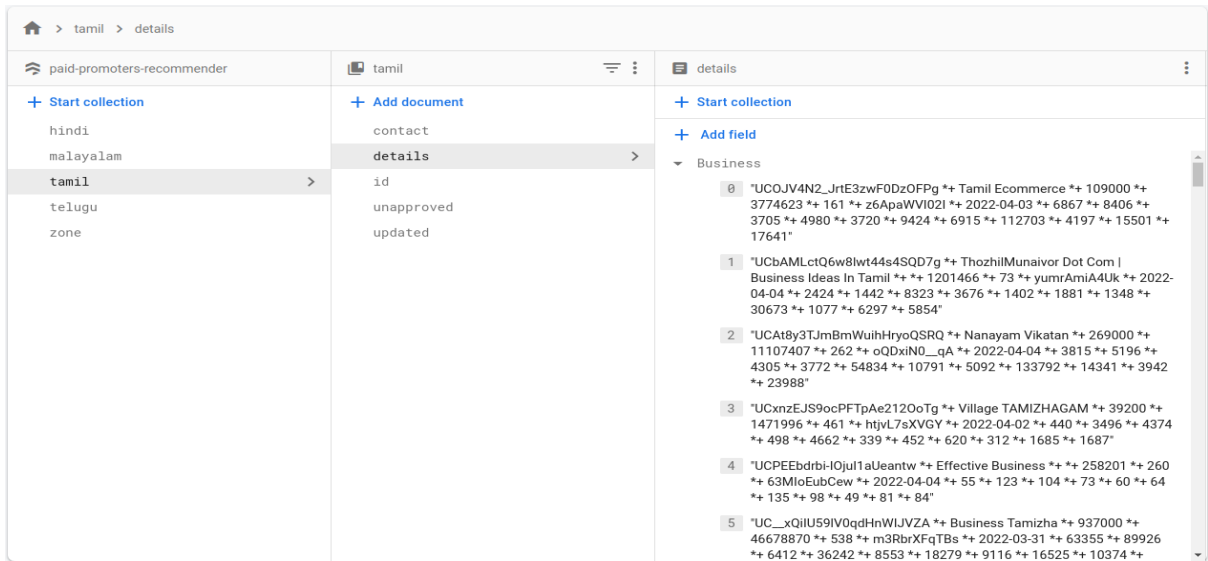 tamil > details
paid-promoters-recommender
Start collection
hindi
malayalam
tamil
telugu
zone
tamil
Add document
contact
details
id
unapproved
updated
details
Start collection
Add field
Business
0 "UCOJV4N2_JrtE3zwF0DzOFPg *+ Tamil Ecommerce *+ 109000 *+
3774623 *+ 161 *+ z6ApaWVI02I *+ 2022-04-03 *+ 6867 *+ 8406 *+
3705 *+ 4980 *+ 3720 *+ 9424 *+ 6915 *+ 112703 *+ 4197 *+ 15501 *+
17641"
1 "UCbAMLctQ6w8lwt44s4SQD7g *+ ThozhilMunaivor Dot Com |
Business Ideas In Tamil *+ *+ 1201466 *+ 73 *+ yumrAmiA4Uk *+ 2022-
04-04 *+ 2424 *+ 1442 *+ 8323 *+ 3676 *+ 1402 *+ 1881 *+ 1348 *+
30673 *+ 1077 *+ 6297 *+ 5854"
2 "UCAt8y3TJmBmWuihHryoQSRQ *+ Nanayam Vikatan *+ 269000 *+
11107407 *+ 262 *+ oQDxiN0__qA *+ 2022-04-04 *+ 3815 *+ 5196 *+
4305 *+ 3772 *+ 54834 *+ 10791 *+ 5092 *+ 133792 *+ 14341 *+ 3942
*+ 23988"
3 "UCxnzEJS9ocPFTpAe212OoTg *+ Village TAMIZHAGAM *+ 39200 *+
1471996 *+ 461 *+ htjvL7sXVGY *+ 2022-04-02 *+ 440 *+ 3496 *+ 4374
*+ 498 *+ 4662 *+ 339 *+ 452 *+ 620 *+ 312 *+ 1685 *+ 1687"
4 "UCPEEbdrbi-IOjuI1aUeantw *+ Effective Business *+ *+ 258201 *+ 260
*+ 63MIoEubCew *+ 2022-04-04 *+ 55 *+ 123 *+ 104 *+ 73 *+ 60 *+ 64
*+ 135 *+ 98 *+ 49 *+ 81 *+ 84"
5 "UC__xQilU59IV0qdHnWIJVZA *+ Business Tamizha *+ 937000 *+
46678870 *+ 538 *+ m3RbrXFqTBs *+ 2022-03-31 *+ 63355 *+ 89926
*+ 6412 *+ 36242 *+ 8553 *+ 18279 *+ 9116 *+ 16525 *+ 10374 *+